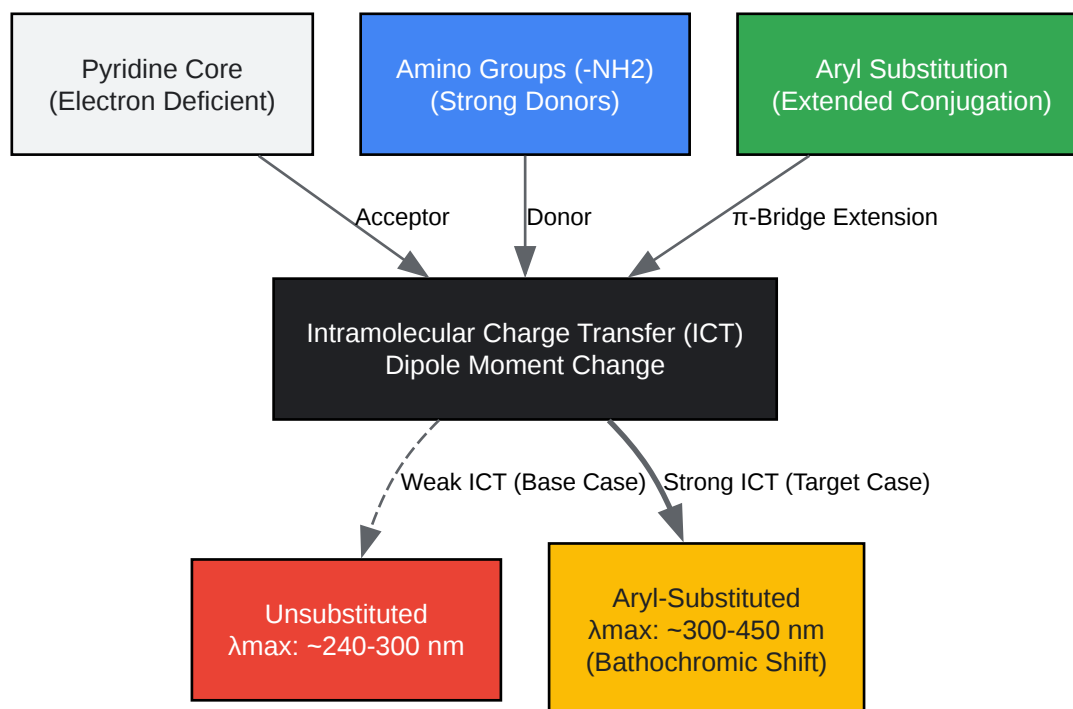 Pyridine Core
(Electron Deficient)
Amino Groups (-NH2)
(Strong Donors)
Aryl Substitution
(Extended Conjugation)
Acceptor
Donor
π-Bridge Extension
Intramolecular Charge Transfer (ICT)
Dipole Moment Change
Weak ICT (Base Case)
Strong ICT (Target Case)
Unsubstituted
λmax: ~240-300 nm
Aryl-Substituted
λmax: ~300-450 nm
(Bathochromic Shift)